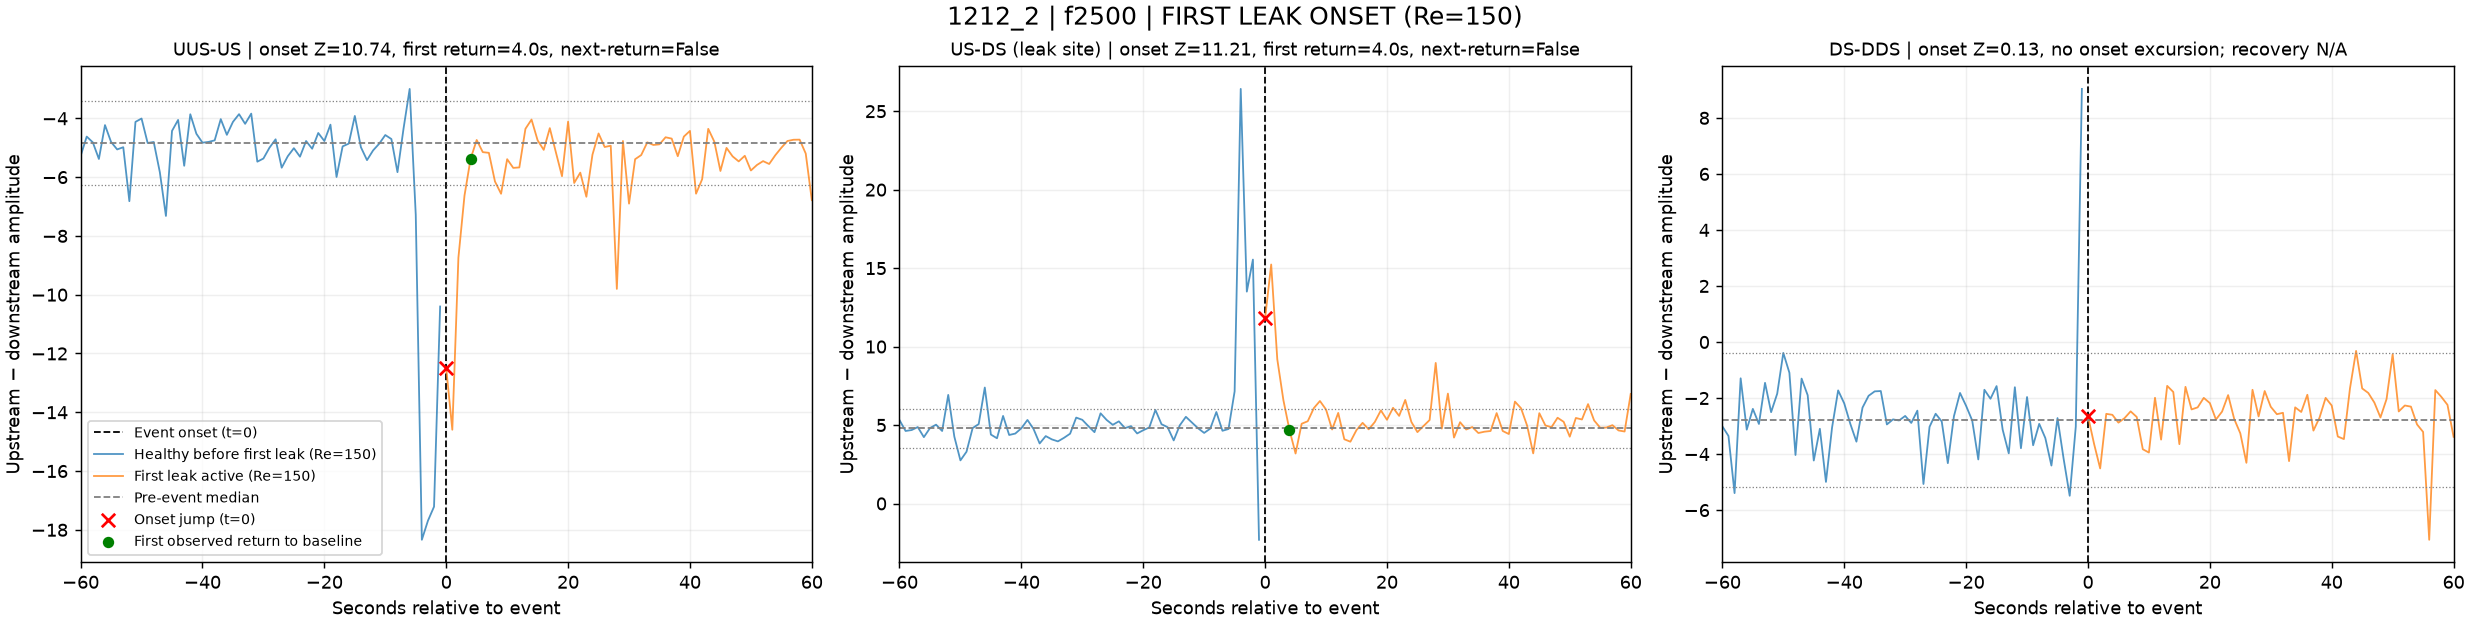 1212_2 | f2500 | FIRST LEAK ONSET (Re=150)
UUS-US | onset Z=10.74, first return=4.0s, next-return=False
Upstream − downstream amplitude
−4
−6
−8
−10
−12
−14
−16
−18
Event onset (t=0)
Healthy before first leak (Re=150)
First leak active (Re=150)
Pre-event median
Onset jump (t=0)
First observed return to baseline
−60
−40
−20
0
20
40
60
Seconds relative to event
US-DS (leak site) | onset Z=11.21, first return=4.0s, next-return=False
Upstream − downstream amplitude
25
20
15
10
5
0
−60
−40
−20
0
20
40
60
Seconds relative to event
DS-DDS | onset Z=0.13, no onset excursion; recovery N/A
Upstream − downstream amplitude
8
6
4
2
0
−2
−4
−6
−60
−40
−20
0
20
40
60
Seconds relative to event